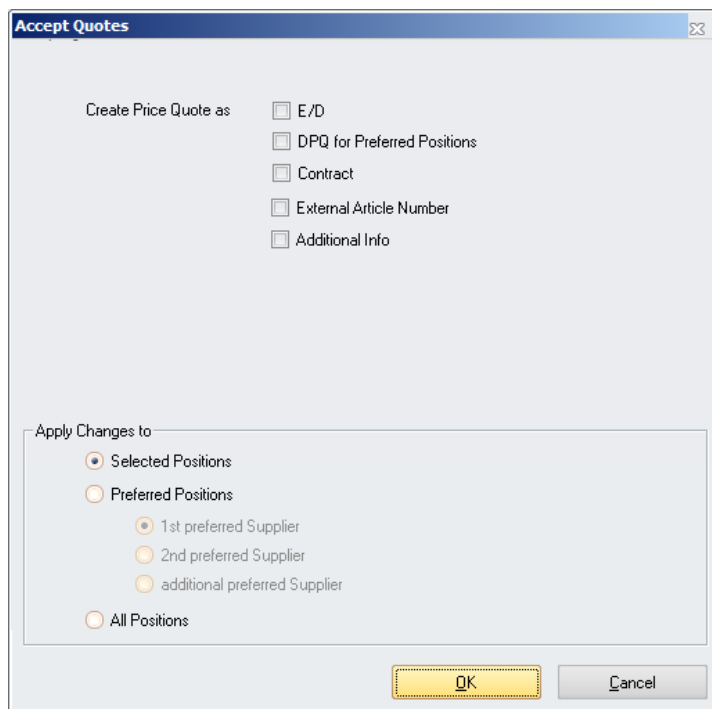 Accept Quotes
Create Price Quote as
E/D
DPQ for Preferred Positions
Contract
External Article Number
Additional Info
Apply Changes to
Selected Positions
Preferred Positions
1st preferred Supplier
2nd preferred Supplier
additional preferred Supplier
All Positions
OK
Cancel